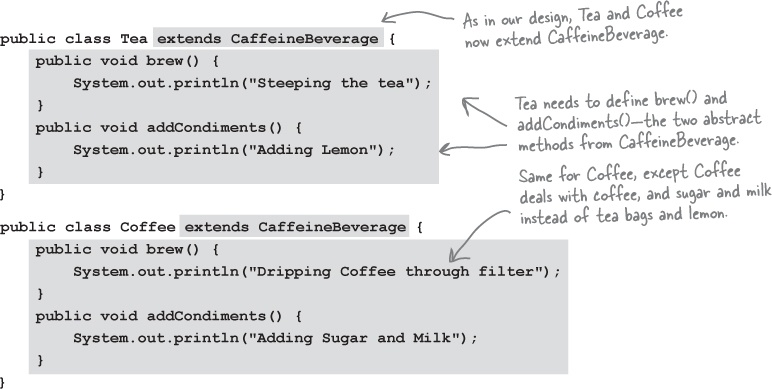 As in our design, Tea and Coffee
now extend CaffeineBeverage.
public class Tea extends CaffeineBeverage {
public void brew() {
System.out.println("Steeping the tea");
}
public void addCondiments() {
System.out.println("Adding Lemon");
}
}
Tea needs to define brew() and
addCondiments()—the two abstract
methods from CaffeineBeverage.
Same for Coffee, except Coffee
deals with coffee, and sugar and milk
instead of tea bags and lemon.
public class Coffee extends CaffeineBeverage {
public void brew() {
System.out.println("Dripping Coffee through filter");
}
public void addCondiments() {
System.out.println("Adding Sugar and Milk");
}
}